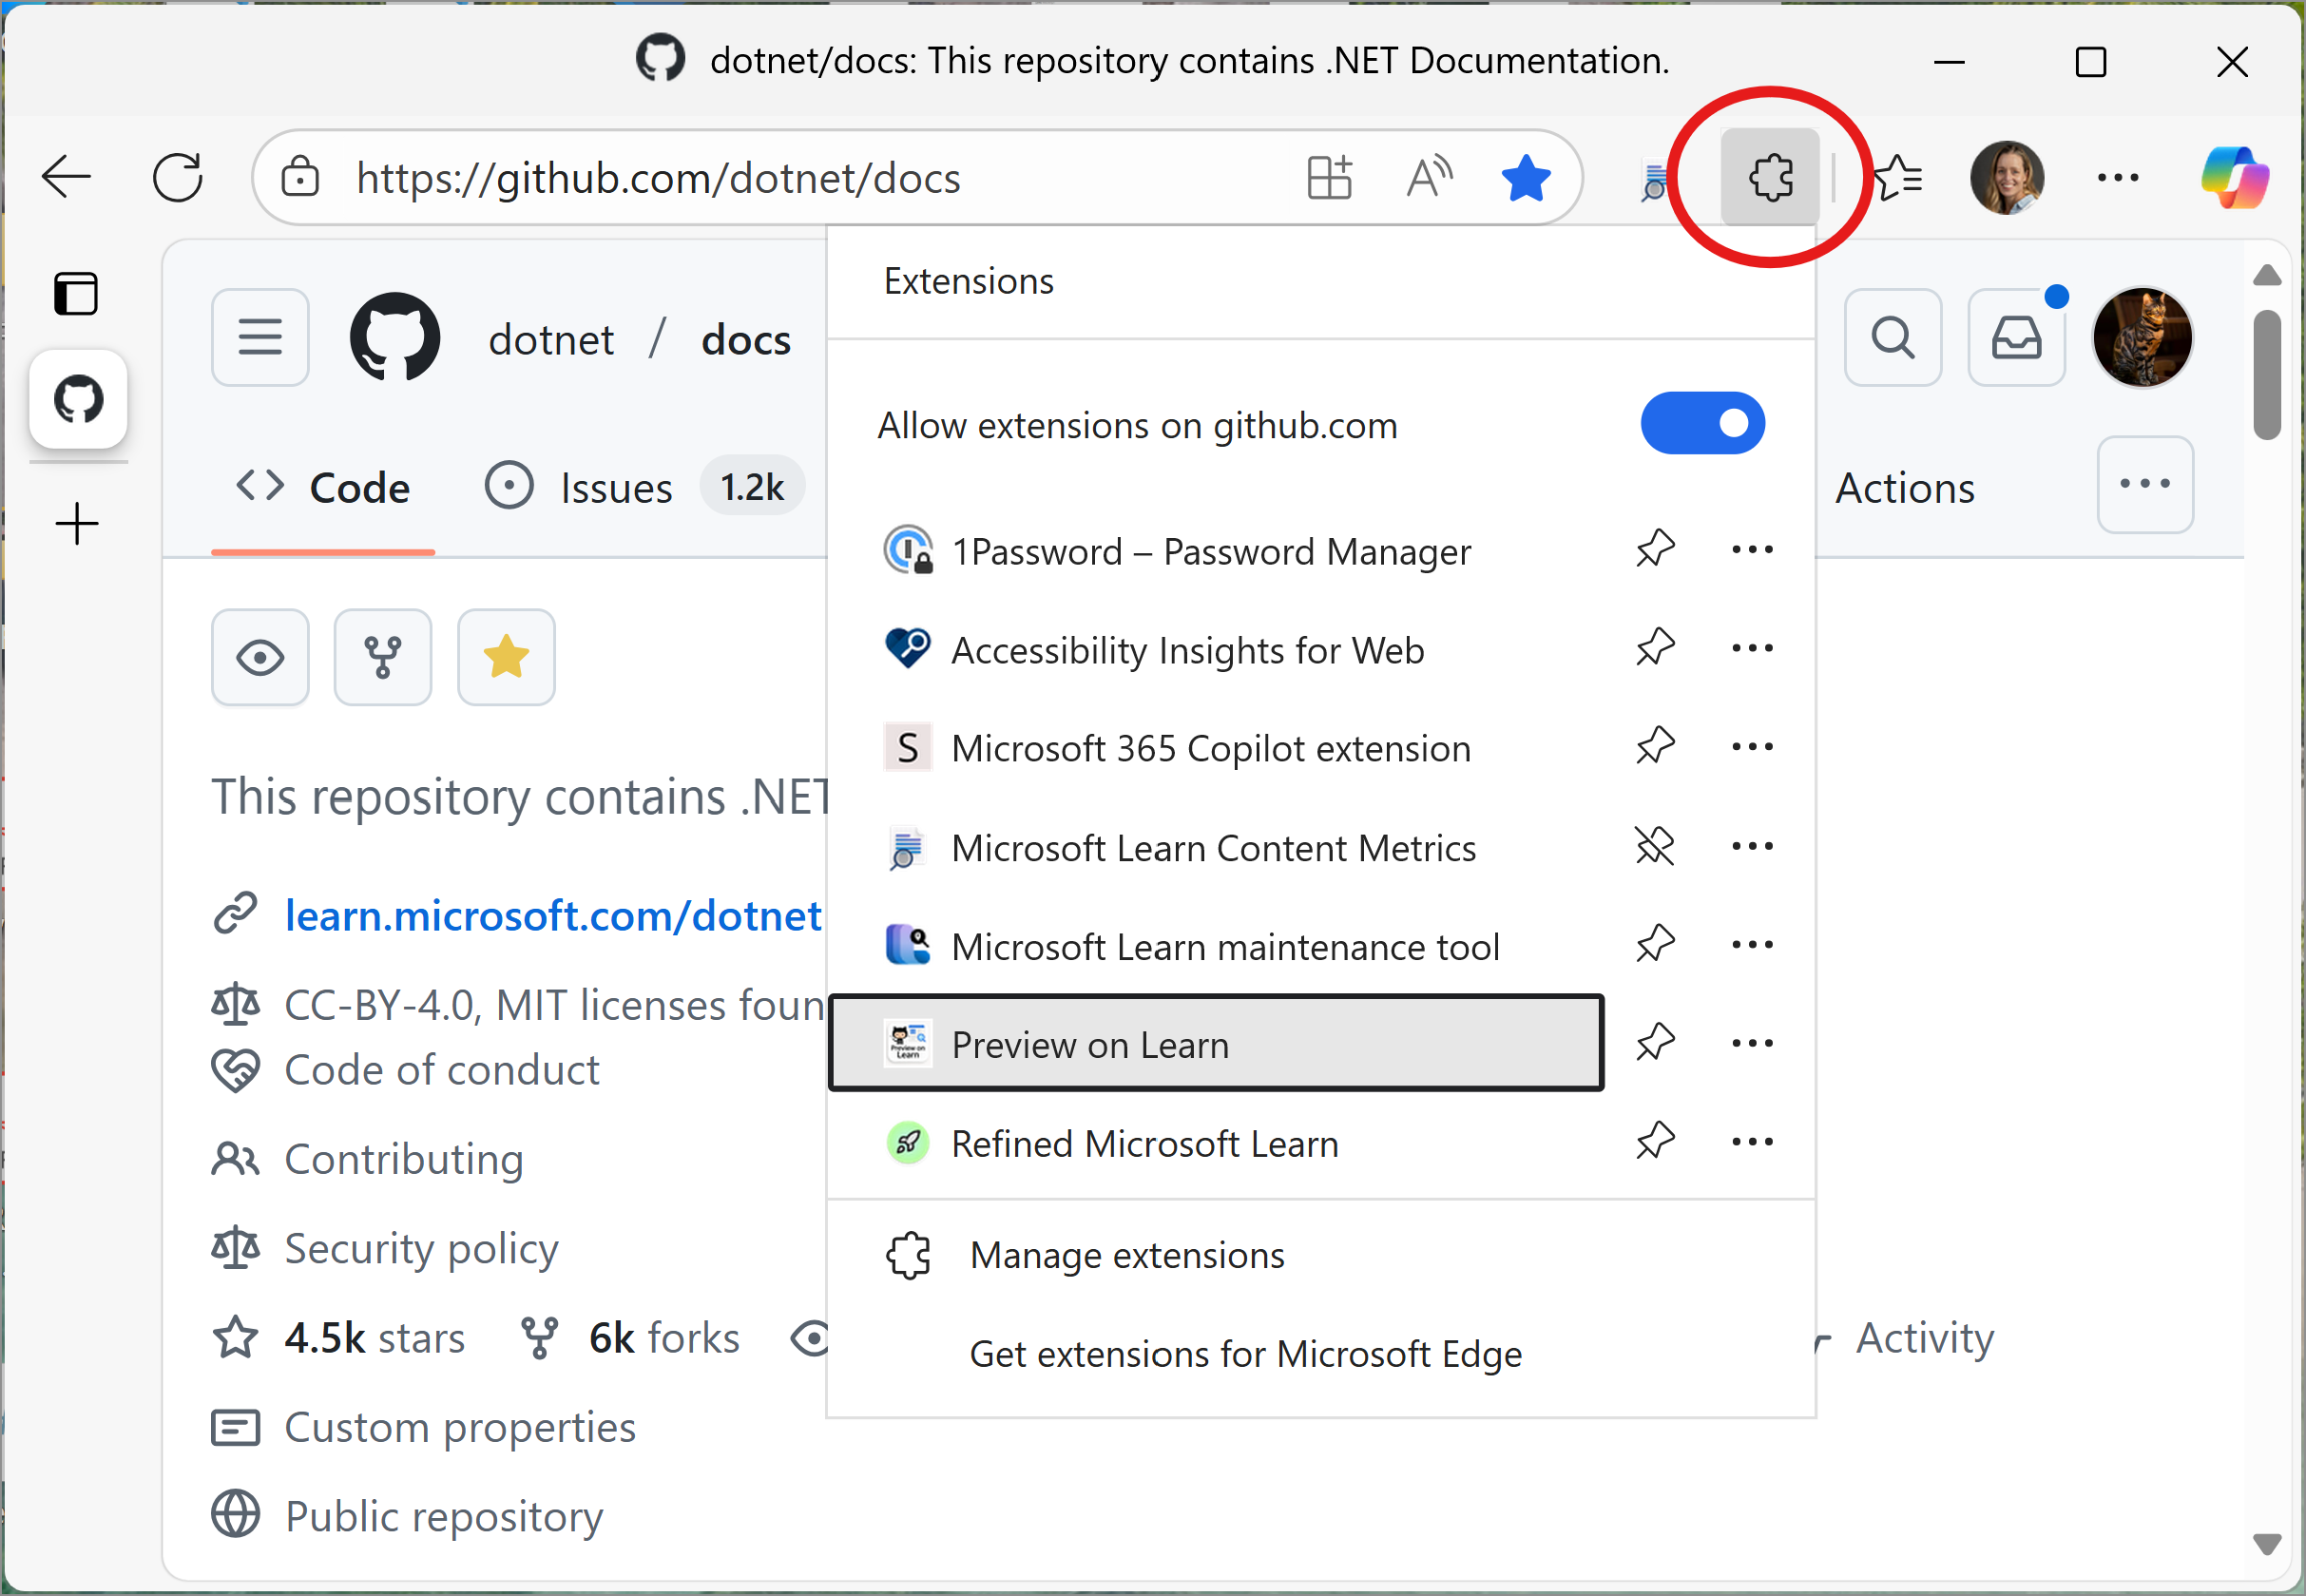 dotnet/docs: This repository contains .NET Documentation.
https://github.com/dotnet/docs
Extensions
dotnet / docs
Allow extensions on github.com
Code
Issues 1.2k
Actions
1Password – Password Manager
Accessibility Insights for Web
S Microsoft 365 Copilot extension
This repository contains .NET
Microsoft Learn Content Metrics
learn.microsoft.com/dotnet
Microsoft Learn maintenance tool
CC-BY-4.0, MIT licenses foun
Preview on Learn
Preview on Learn
Code of conduct
Refined Microsoft Learn
Contributing
Security policy
Manage extensions
4.5k stars
6k forks
Activity
Get extensions for Microsoft Edge
Custom properties
Public repository